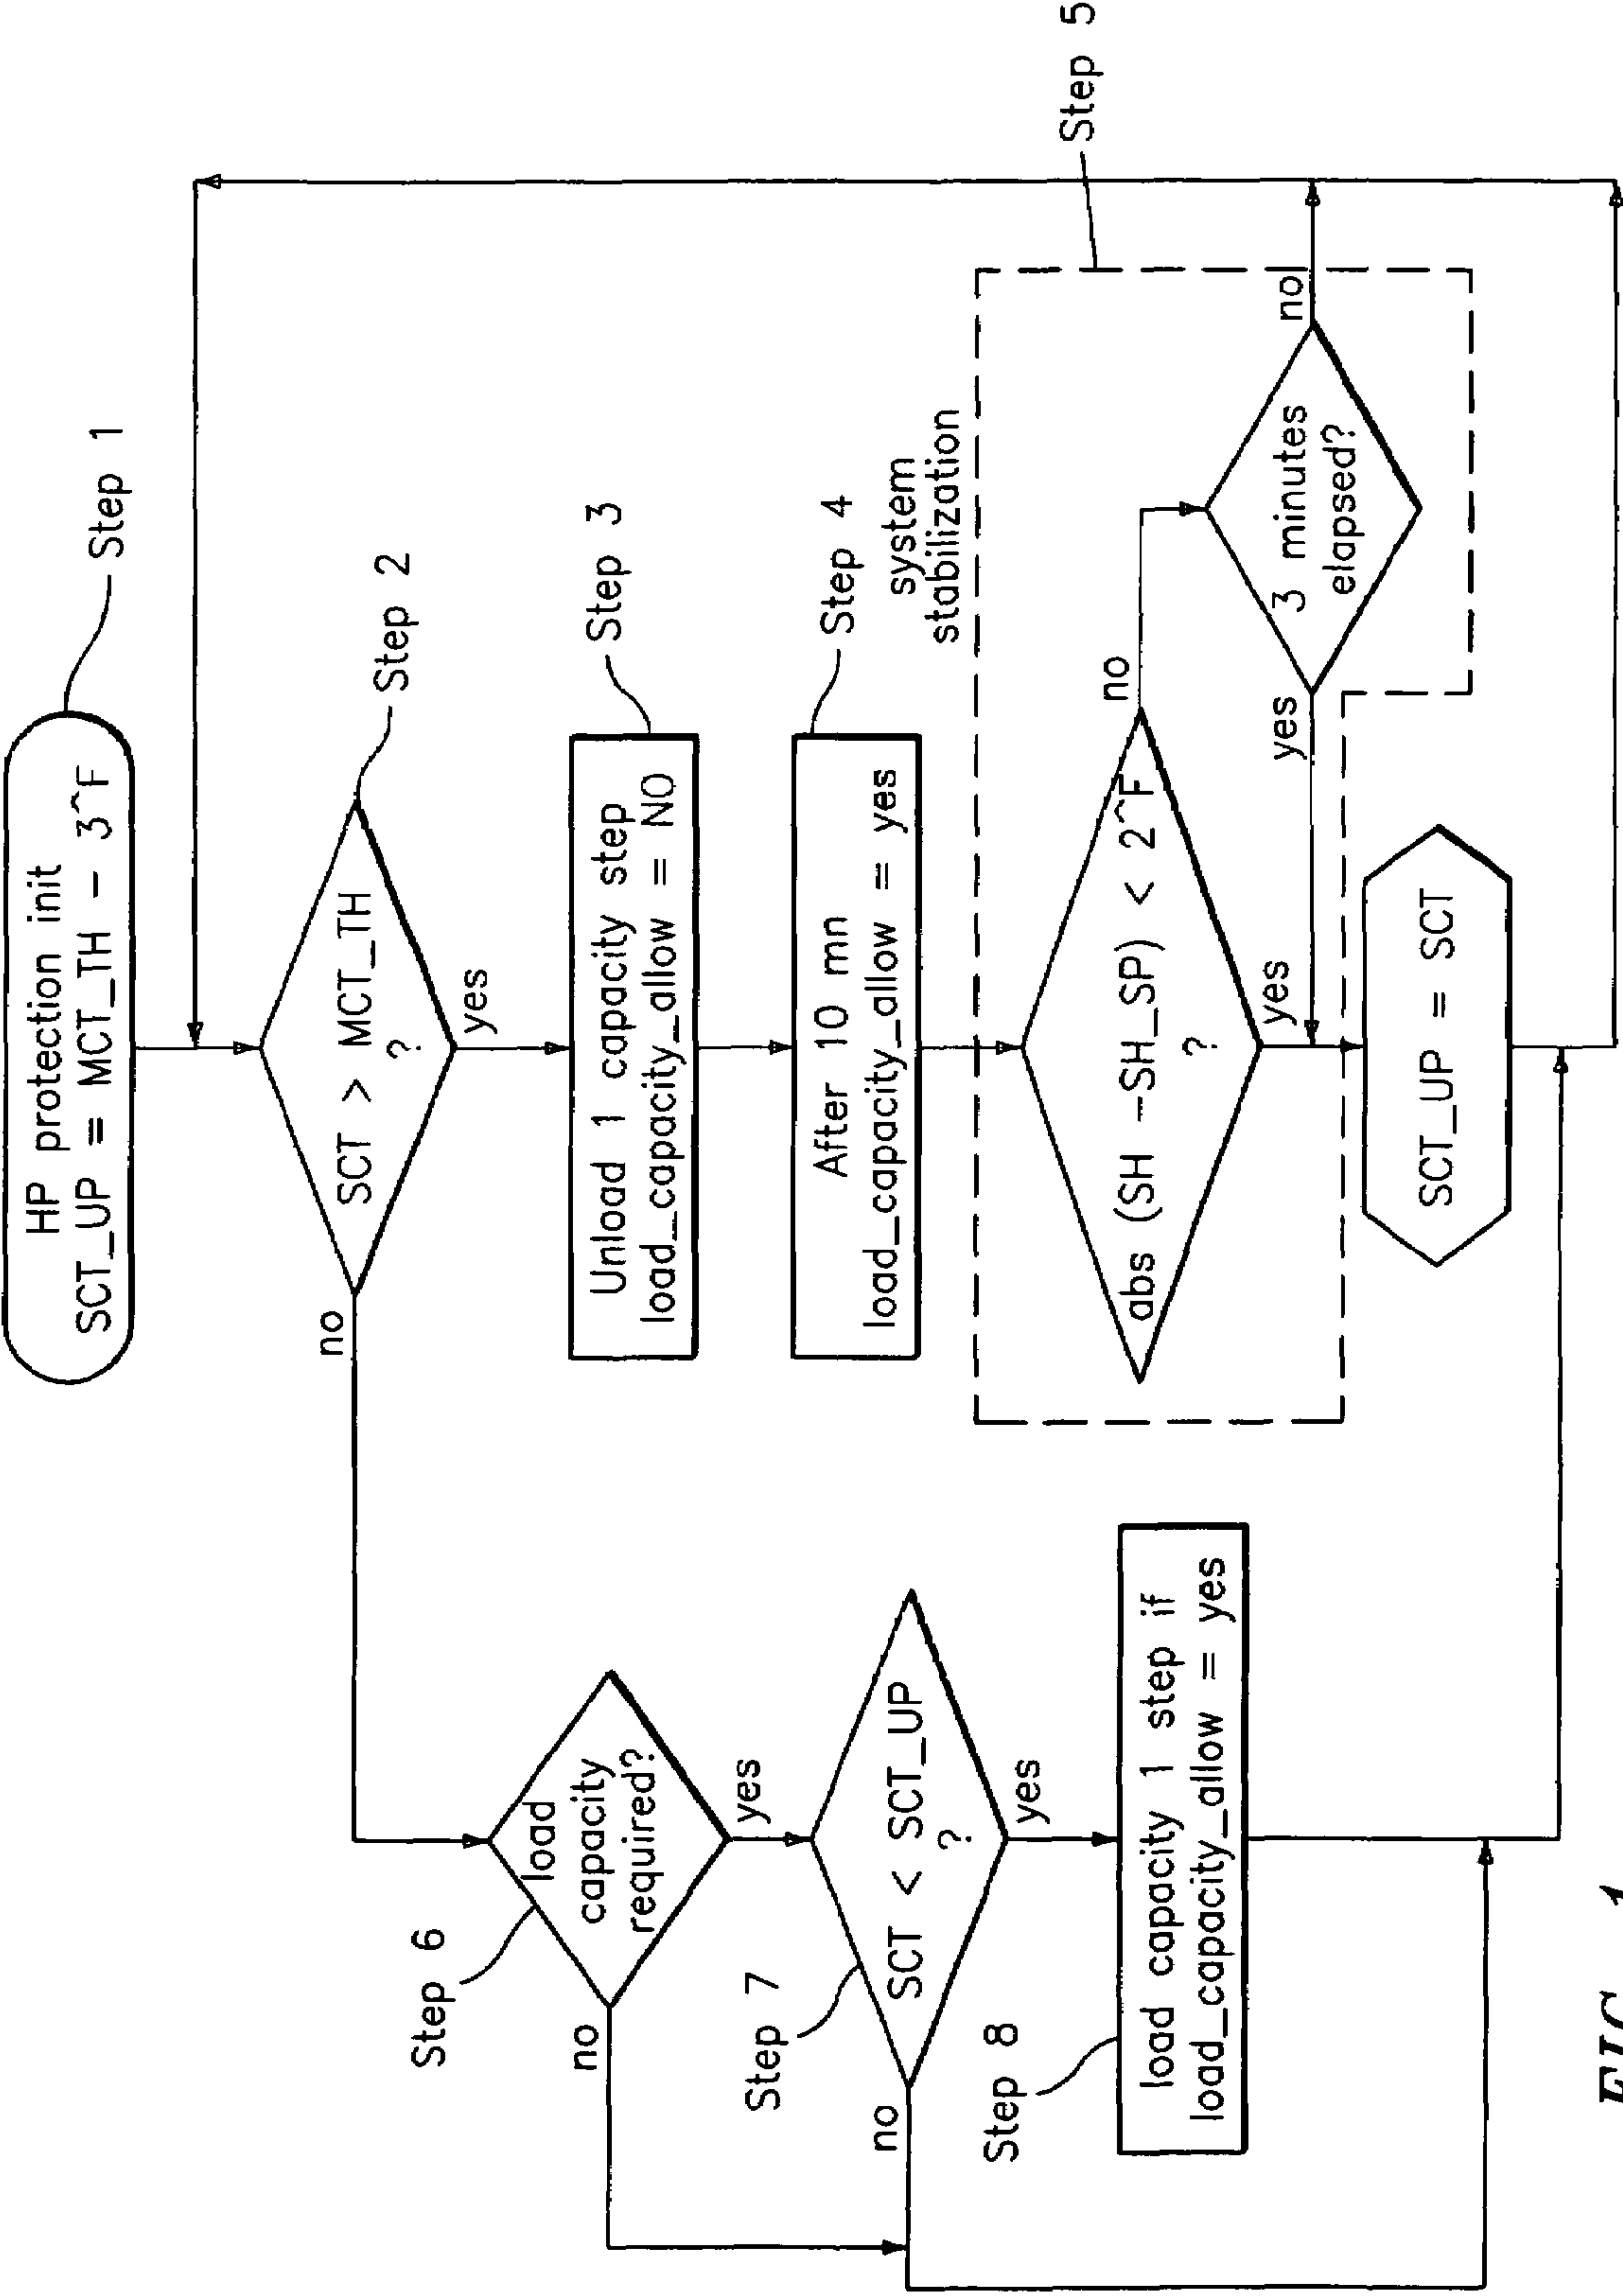 HP protection init
SCT_UP = MCT_TH - 3^F
Step 1
SCT > MCT_TH
?
Step 2
no
yes
Unload 1 capacity step
load_capacity_allow = NO
Step 3
After 10 mn
load_capacity_allow = yes
Step 4
system
stabilization
Step 5
abs (SH -SH_SP) < 2^F
?
no
yes
3 minutes
elapsed?
yes
no
SCT_UP = SCT
load
capacity
required?
Step 6
no
yes
SCT < SCT_UP
?
Step 7
no
yes
load capacity 1 step if
load_capacity_allow = yes
Step 8
FIG. 1